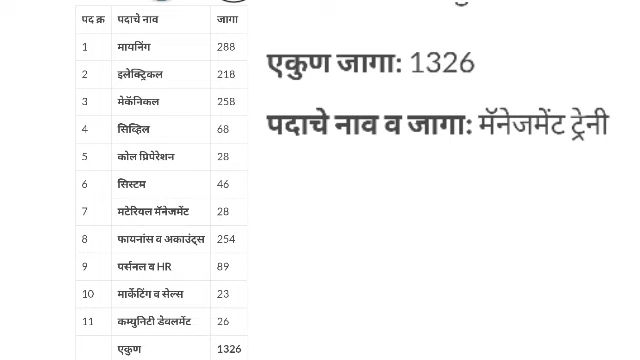 पद क्र पदाचे नाव जागा
1 मायनिंग 288
2 इलेक्ट्रिकल 218
3 मेकॅनिकल 258
4 सिव्हिल 68
5 कोल प्रिपेरेशन 28
6 सिस्टम 46
7 मटेरियल मॅनेजमेंट 28
8 फायनांस व अकाउंट्स 254
9 पर्सनल व HR 89
10 मार्केटिंग व सेल्स 23
11 कम्युनिटी डेवलमेंट 26
एकुण 1326
एकुण जागा: 1326
पदाचे नाव व जागा: मॅनेजमेंट ट्रेनी